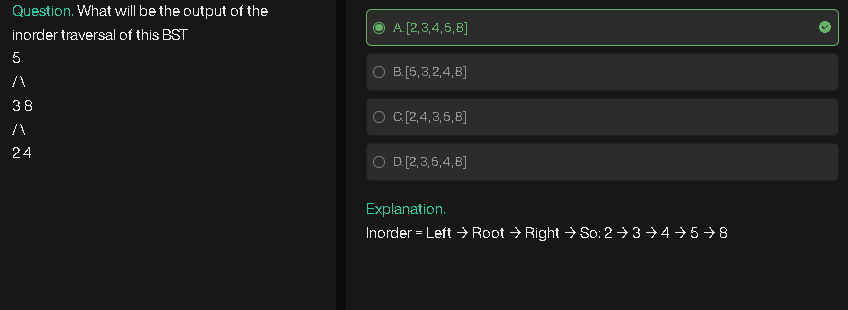 Question. What will be the output of the
inorder traversal of this BST
5
/ \
3 8
/ \
2 4
A. [2,3,4,5,8]
B. [5,3,2,4,8]
C. [2,4,3,5,8]
D. [2,3,5,4,8]
Explanation.
Inorder = Left → Root → Right → So: 2 → 3 → 4 → 5 → 8